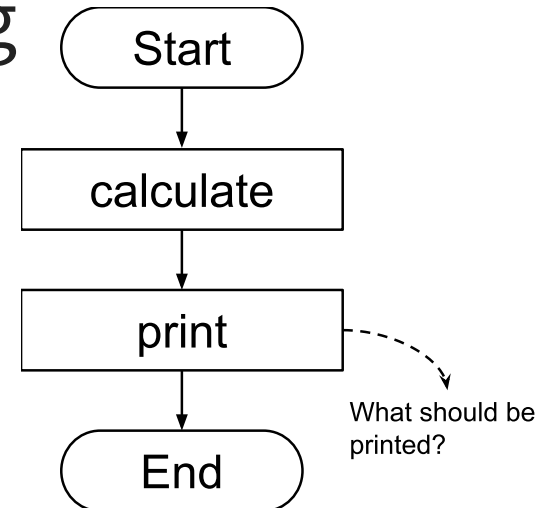 g
Start
calculate
print
What should be
printed?
End